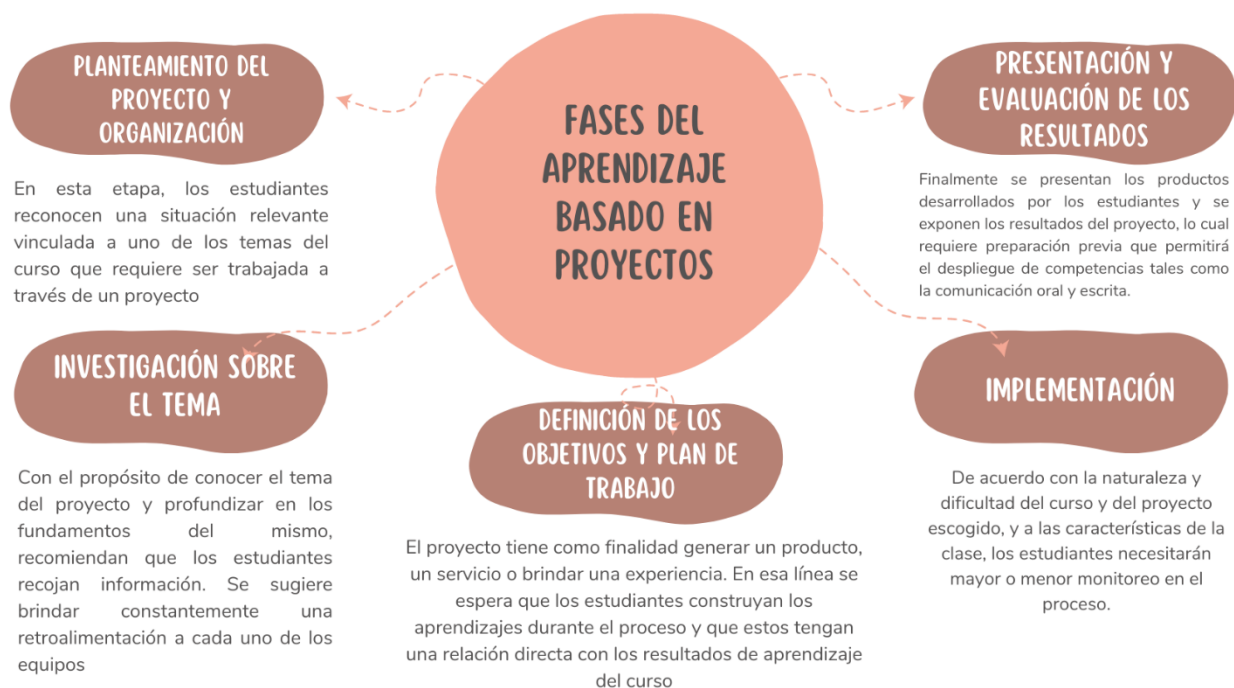 FASES DEL
APRENDIZAJE
BASADO EN
PROYECTOS
PLANTEAMIENTO DEL
PROYECTO Y
ORGANIZACIÓN
En esta etapa, los estudiantes
reconocen una situación relevante
vinculada a uno de los temas del
curso que requiere ser trabajada a
través de un proyecto
INVESTIGACIÓN SOBRE
EL TEMA
Con el propósito de conocer el tema
del proyecto y profundizar en los
fundamentos del mismo,
recomiendan que los estudiantes
recojan información. Se sugiere
brindar constantemente una
retroalimentación a cada uno de los
equipos
DEFINICIÓN DE LOS
OBJETIVOS Y PLAN DE
TRABAJO
El proyecto tiene como finalidad generar un producto,
un servicio o brindar una experiencia. En esa línea se
espera que los estudiantes construyan los
aprendizajes durante el proceso y que estos tengan
una relación directa con los resultados de aprendizaje
del curso
IMPLEMENTACIÓN
De acuerdo con la naturaleza y
dificultad del curso y del proyecto
escogido, y a las características de la
clase, los estudiantes necesitarán
mayor o menor monitoreo en el
proceso.
PRESENTACIÓN Y
EVALUACIÓN DE LOS
RESULTADOS
Finalmente se presentan los productos
desarrollados por los estudiantes y se
exponen los resultados del proyecto, lo cual
requiere preparación previa que permitirá
el despliegue de competencias tales como
la comunicación oral y escrita.